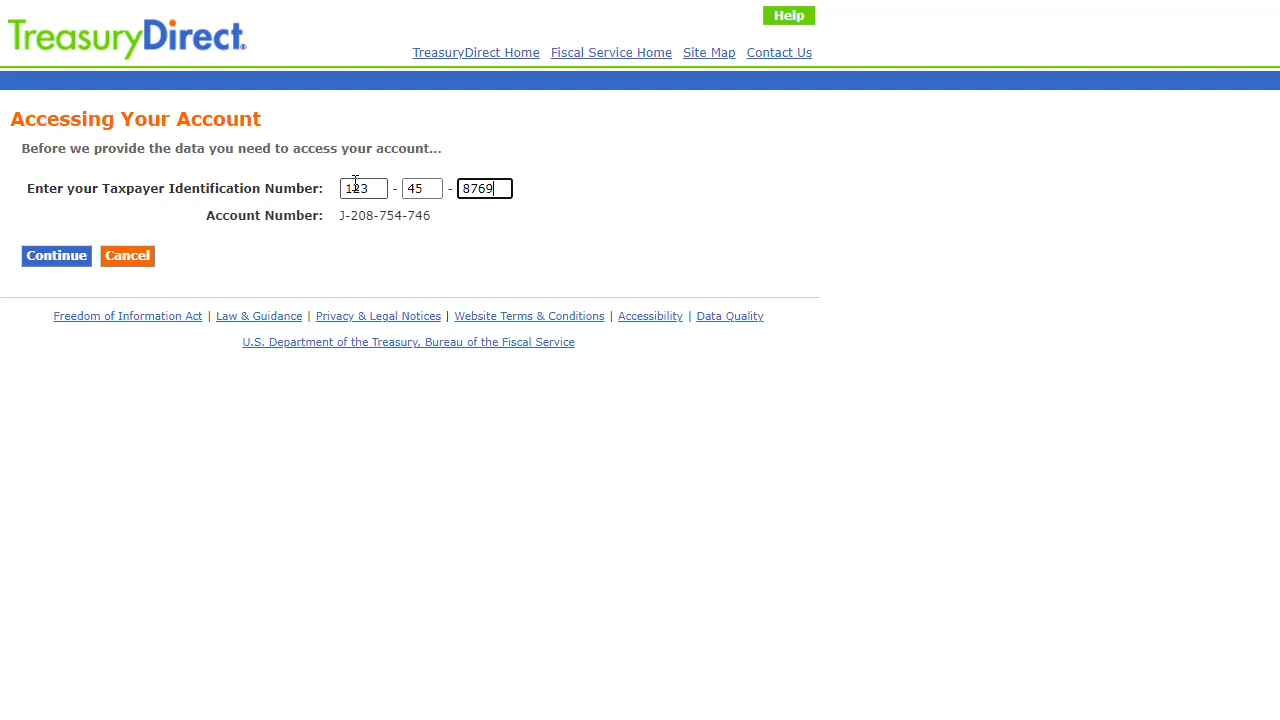 Help
TreasuryDirect®
TreasuryDirect Home Fiscal Service Home Site Map Contact Us
Accessing Your Account
Before we provide the data you need to access your account...
Enter your Taxpayer Identification Number: 123 - 45 - 8769
Account Number: J-208-754-746
Continue Cancel
Freedom of Information Act | Law & Guidance | Privacy & Legal Notices | Website Terms & Conditions | Accessibility | Data Quality
U.S. Department of the Treasury, Bureau of the Fiscal Service